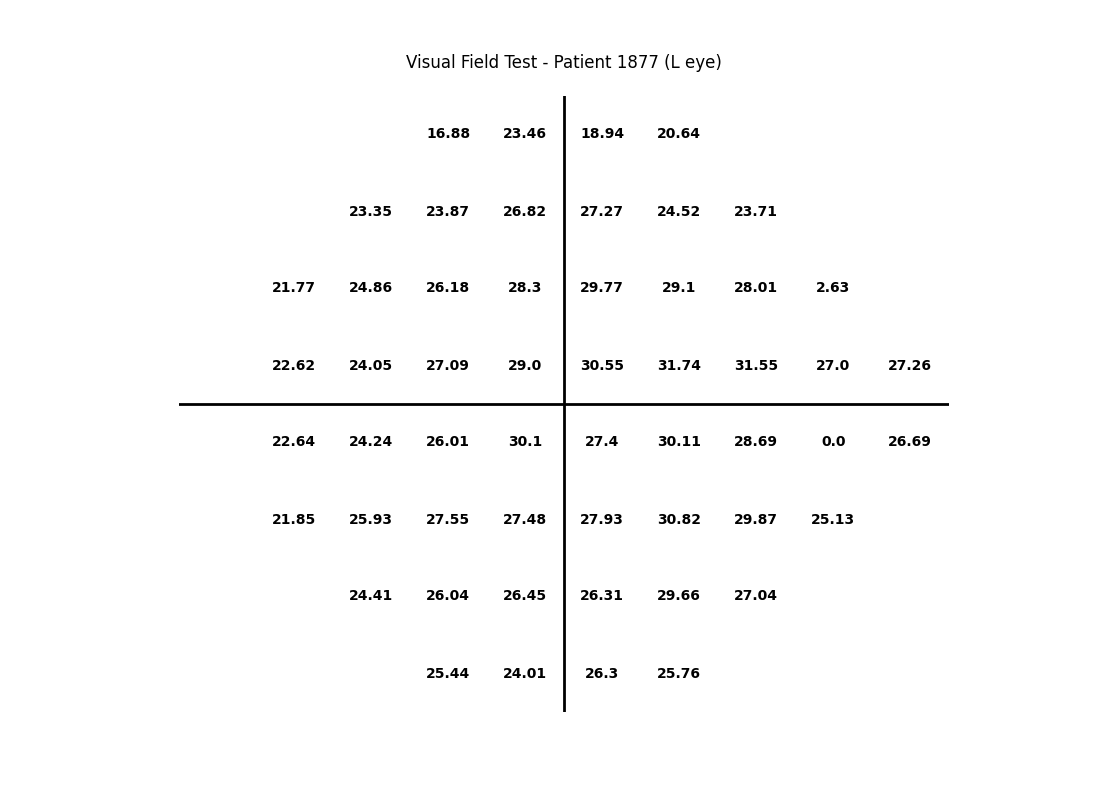 Visual Field Test - Patient 1877 (L eye)
16.88 23.46 18.94 20.64
23.35 23.87 26.82 27.27 24.52 23.71
21.77 24.86 26.18 28.3 29.77 29.1 28.01 2.63
22.62 24.05 27.09 29.0 30.55 31.74 31.55 27.0 27.26
22.64 24.24 26.01 30.1 27.4 30.11 28.69 0.0 26.69
21.85 25.93 27.55 27.48 27.93 30.82 29.87 25.13
24.41 26.04 26.45 26.31 29.66 27.04
25.44 24.01 26.3 25.76